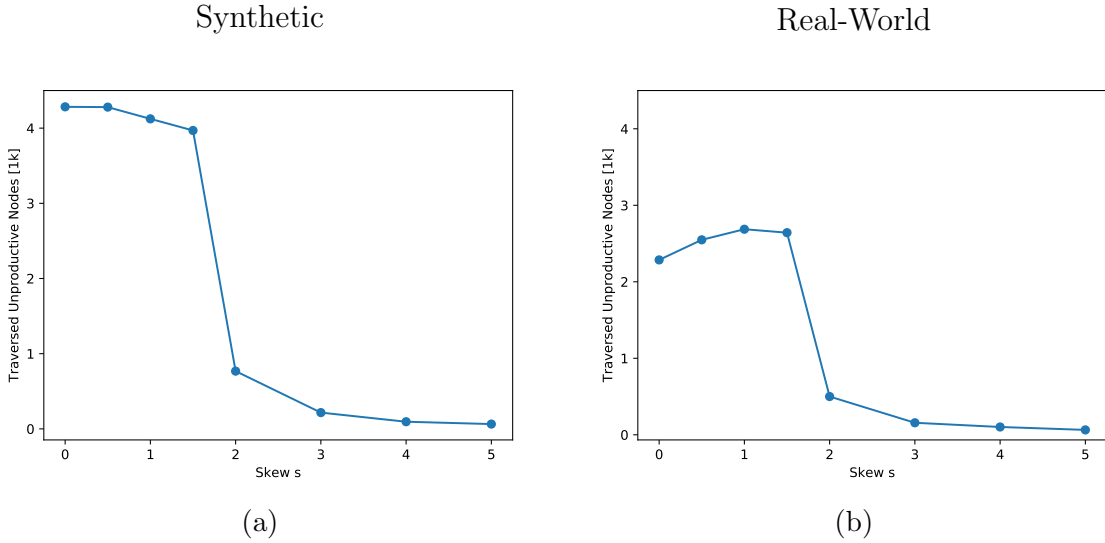 Synthetic
Real-World
Traversed Unproductive Nodes [1k]
4
3
2
1
0
0 1 2 3 4 5
Skew s
(a)
Traversed Unproductive Nodes [1k]
4
3
2
1
0
0 1 2 3 4 5
Skew s
(b)